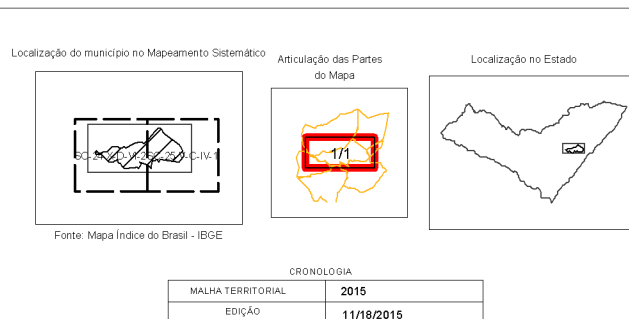 Localização do município no Mapeamento Sistemático
Articulação das Partes
do Mapa
Localização no Estado
1/1
Fonte: Mapa Índice do Brasil - IBGE
CRONOLOGIA
MALHA TERRITORIAL 2015
EDIÇÃO 11/18/2015